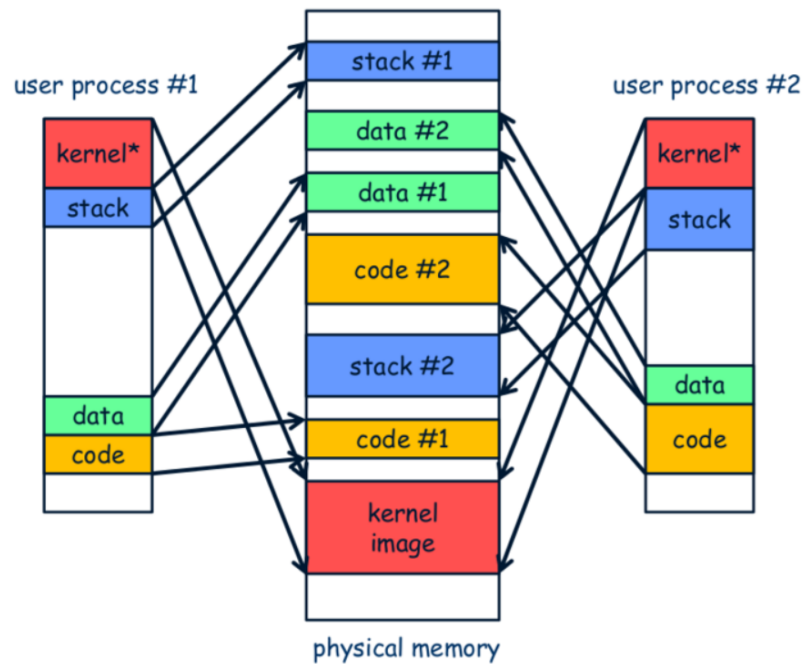 user process #1
kernel*
stack
data
code
stack #1
data #2
data #1
code #2
stack #2
code #1
kernel
image
physical memory
user process #2
kernel*
stack
data
code